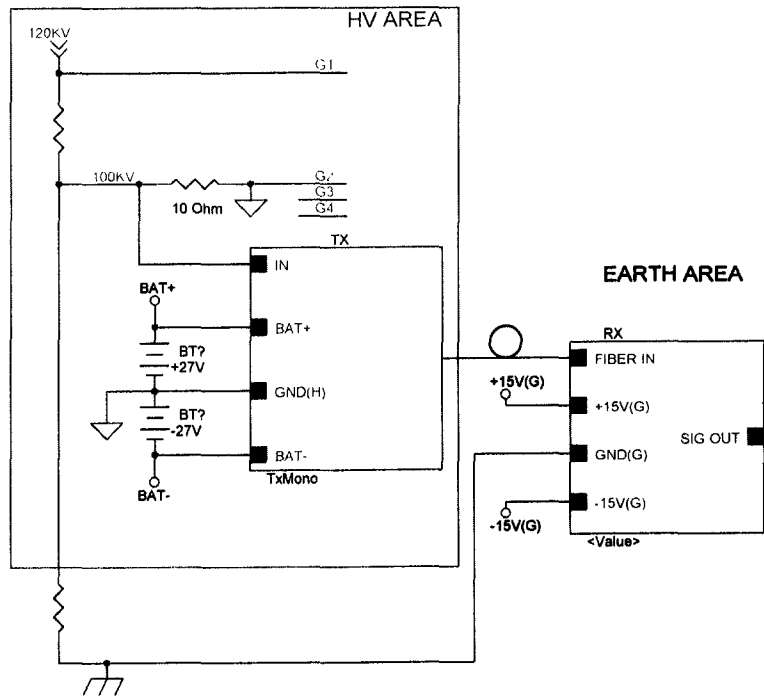 HV AREA
120KV
G1
100KV
G2
G3
G4
10 Ohm
TX
IN
BAT+
BAT+
BT?
+27V
GND(H)
BT?
-27V
BAT-
BAT-
TxMono
EARTH AREA
RX
FIBER IN
+15V(G)
+15V(G)
SIG OUT
GND(G)
-15V(G)
-15V(G)
<Value>